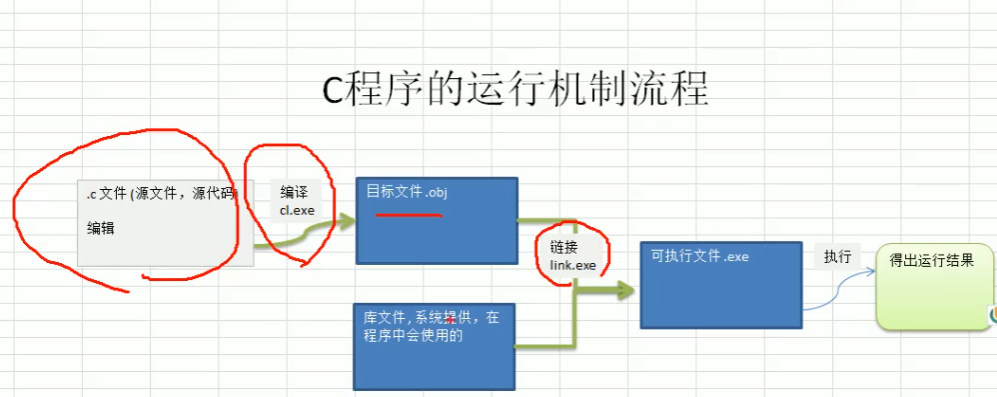 C程序的运行机制流程
.c 文件 (源文件，源代码)
编辑
编译
cl.exe
目标文件.obj
链接
link.exe
库文件,系统提供，在
程序中会使用的
可执行文件.exe
执行
得出运行结果